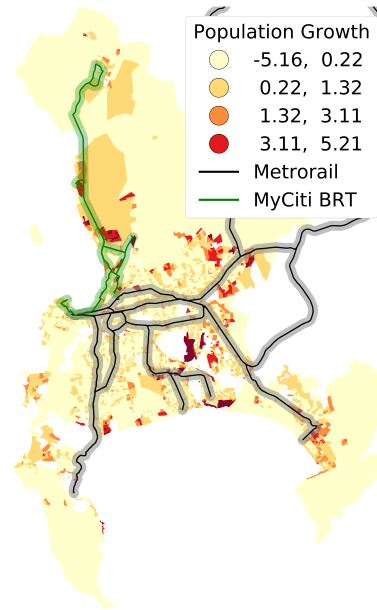 Population Growth
-5.16, 0.22
0.22, 1.32
1.32, 3.11
3.11, 5.21
Metrorail
MyCiti BRT